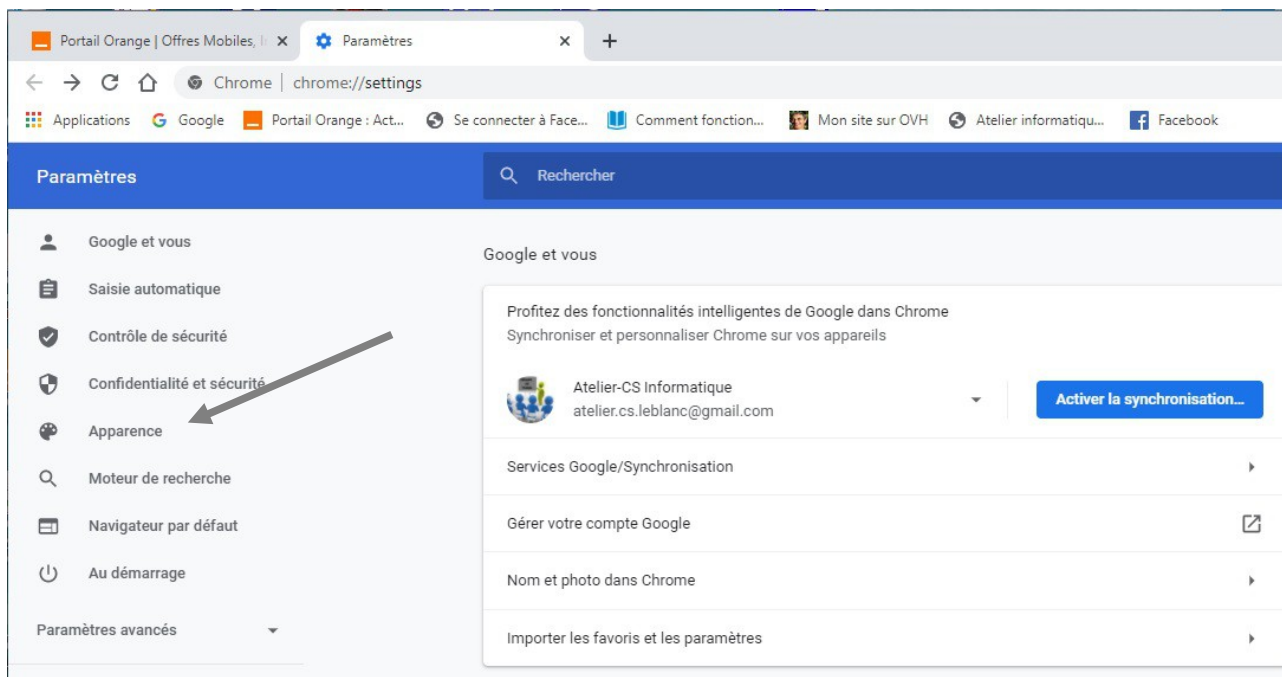 Portail Orange | Offres Mobiles, I
Paramètres
Chrome | chrome://settings
Applications
Google
Portail Orange : Act...
Se connecter à Face...
Comment fonction...
Mon site sur OVH
Atelier informatiqu...
Facebook
Paramètres
Rechercher
Google et vous
Saisie automatique
Contrôle de sécurité
Confidentialité et sécurité
Apparence
Moteur de recherche
Navigateur par défaut
Au démarrage
Paramètres avancés
Google et vous
Profitez des fonctionnalités intelligentes de Google dans Chrome
Synchroniser et personnaliser Chrome sur vos appareils
Atelier-CS Informatique
atelier.cs.leblanc@gmail.com
Activer la synchronisation...
Services Google/Synchronisation
Gérer votre compte Google
Nom et photo dans Chrome
Importer les favoris et les paramètres